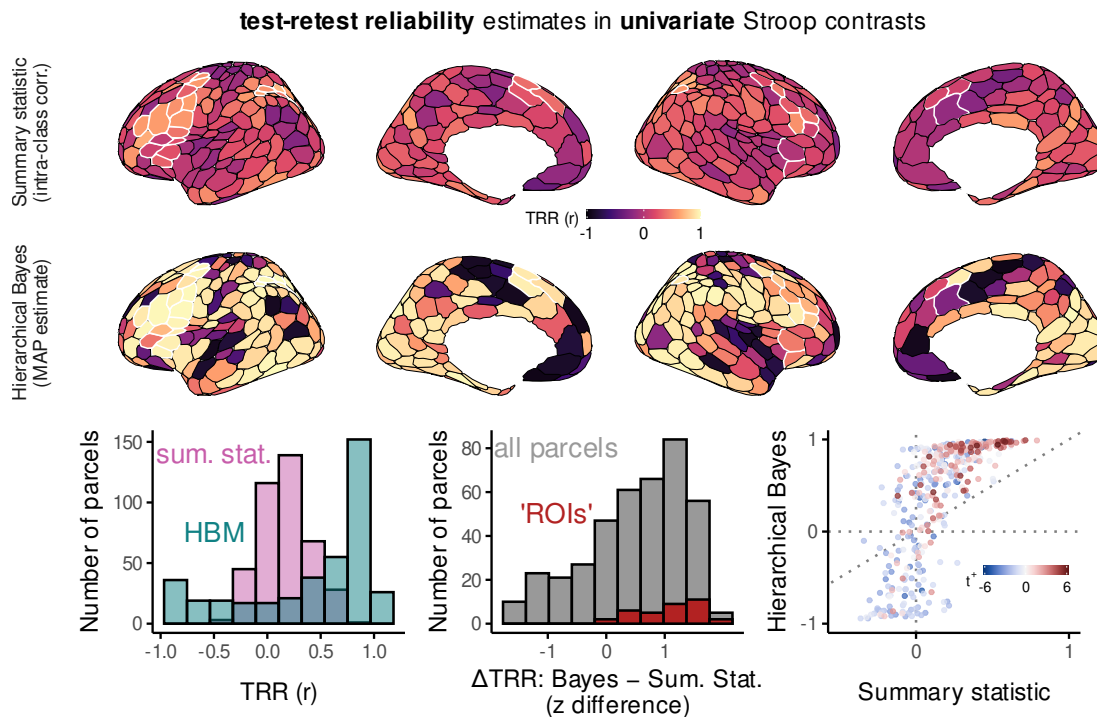 test-retest reliability estimates in univariate Stroop contrasts
Summary statistic
(intra-class corr.)
TRR (r)
-1 0 1
Hierarchical Bayes
(MAP estimate)
Number of parcels
150
100
50
0
sum. stat.
HBM
-1.0 -0.5 0.0 0.5 1.0
TRR (r)
Number of parcels
80
60
40
20
0
all parcels
'ROIs'
-1 0 1
ΔTRR: Bayes − Sum. Stat.
(z difference)
Hierarchical Bayes
1
0
-1
t+
-6 0 6
0 1
Summary statistic